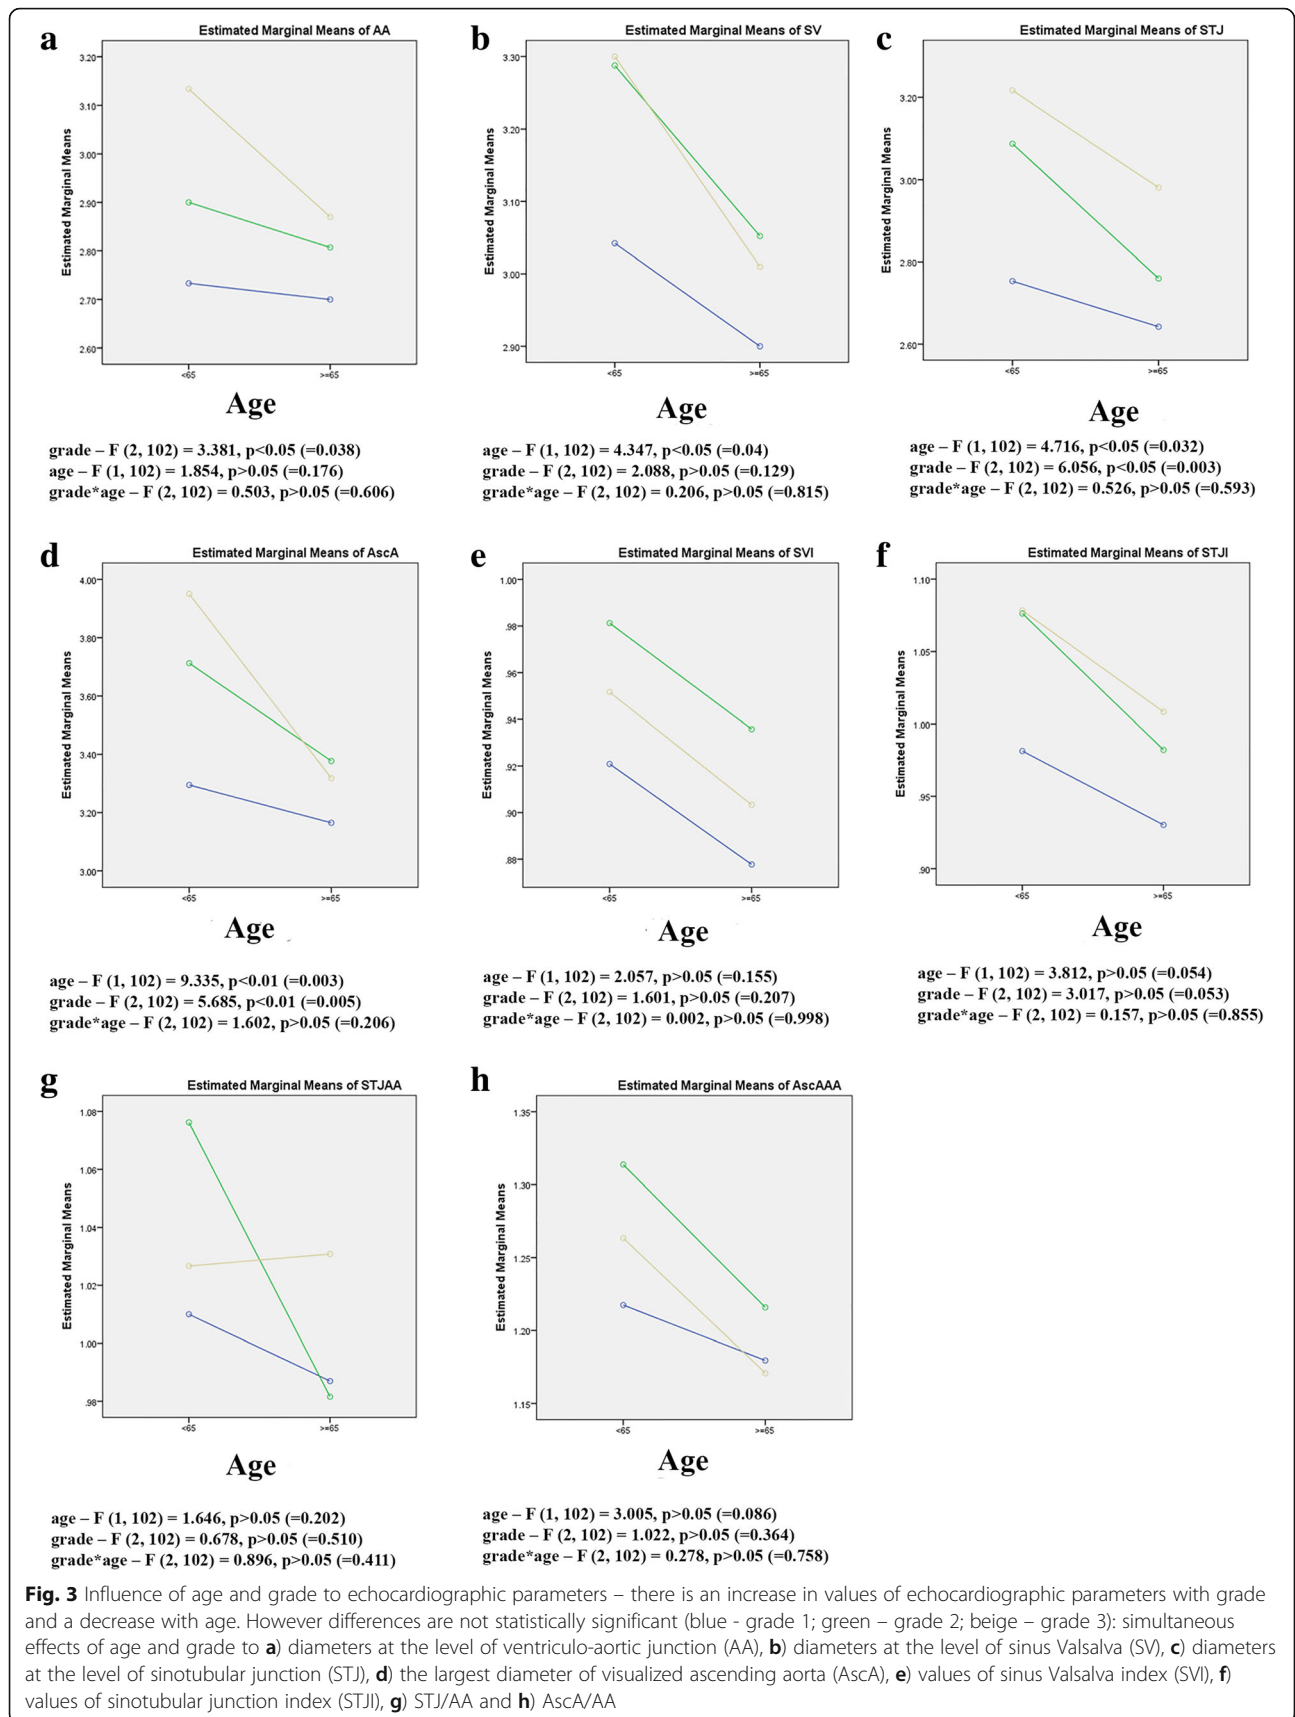 a
Estimated Marginal Means of AA
Estimated Marginal Means
3.20
3.10
3.00
2.90
2.80
2.70
2.60
<65
>=65
Age
grade – F (2, 102) = 3.381, p<0.05 (=0.038)
age – F (1, 102) = 1.854, p>0.05 (=0.176)
grade*age – F (2, 102) = 0.503, p>0.05 (=0.606)
b
Estimated Marginal Means of SV
Estimated Marginal Means
3.30
3.20
3.10
3.00
2.90
<65
>=65
Age
age – F (1, 102) = 4.347, p<0.05 (=0.04)
grade – F (2, 102) = 2.088, p>0.05 (=0.129)
grade*age – F (2, 102) = 0.206, p>0.05 (=0.815)
c
Estimated Marginal Means of STJ
Estimated Marginal Means
3.20
3.00
2.80
2.60
<65
>=65
Age
age – F (1, 102) = 4.716, p<0.05 (=0.032)
grade – F (2, 102) = 6.056, p<0.05 (=0.003)
grade*age – F (2, 102) = 0.526, p>0.05 (=0.593)
d
Estimated Marginal Means of AscA
Estimated Marginal Means
4.00
3.80
3.60
3.40
3.20
3.00
<65
>=65
Age
age – F (1, 102) = 9.335, p<0.01 (=0.003)
grade – F (2, 102) = 5.685, p<0.01 (=0.005)
grade*age – F (2, 102) = 1.602, p>0.05 (=0.206)
e
Estimated Marginal Means of SVI
Estimated Marginal Means
1.00
.98
.96
.94
.92
.90
.88
<65
>=65
Age
age – F (1, 102) = 2.057, p>0.05 (=0.155)
grade – F (2, 102) = 1.601, p>0.05 (=0.207)
grade*age – F (2, 102) = 0.002, p>0.05 (=0.998)
f
Estimated Marginal Means of STJI
Estimated Marginal Means
1.10
1.05
1.00
.95
.90
<65
>=65
Age
age – F (1, 102) = 3.812, p>0.05 (=0.054)
grade – F (2, 102) = 3.017, p>0.05 (=0.053)
grade*age – F (2, 102) = 0.157, p>0.05 (=0.855)
g
Estimated Marginal Means of STJAA
Estimated Marginal Means
1.08
1.06
1.04
1.02
1.00
.98
<65
>=65
Age
age – F (1, 102) = 1.646, p>0.05 (=0.202)
grade – F (2, 102) = 0.678, p>0.05 (=0.510)
grade*age – F (2, 102) = 0.896, p>0.05 (=0.411)
h
Estimated Marginal Means of AscAAA
Estimated Marginal Means
1.35
1.30
1.25
1.20
1.15
<65
>=65
Age
age – F (1, 102) = 3.005, p>0.05 (=0.086)
grade – F (2, 102) = 1.022, p>0.05 (=0.364)
grade*age – F (2, 102) = 0.278, p>0.05 (=0.758)
Fig. 3 Influence of age and grade to echocardiographic parameters – there is an increase in values of echocardiographic parameters with grade
and a decrease with age. However differences are not statistically significant (blue - grade 1; green – grade 2; beige – grade 3): simultaneous
effects of age and grade to a) diameters at the level of ventriculo-aortic junction (AA), b) diameters at the level of sinus Valsalva (SV), c) diameters
at the level of sinotubular junction (STJ), d) the largest diameter of visualized ascending aorta (AscA), e) values of sinus Valsalva index (SVI), f)
values of sinotubular junction index (STJI), g) STJ/AA and h) AscA/AA